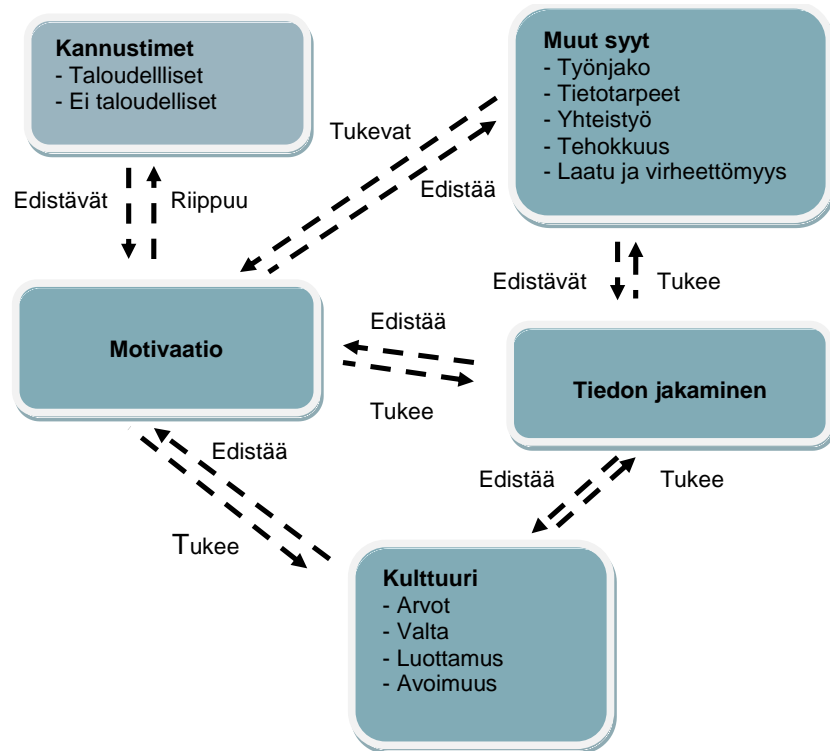 Kannustimet
- Taloudellliset
- Ei taloudelliset
Muut syyt
- Työnjako
- Tietotarpeet
- Yhteistyö
- Tehokkuus
- Laatu ja virheettömyys
Tukevat
Edistää
Edistävät
Riippuu
Edistävät
Tukee
Motivaatio
Edistää
Tukee
Tiedon jakaminen
Edistää
Tukee
Edistää
Tukee
Kulttuuri
- Arvot
- Valta
- Luottamus
- Avoimuus